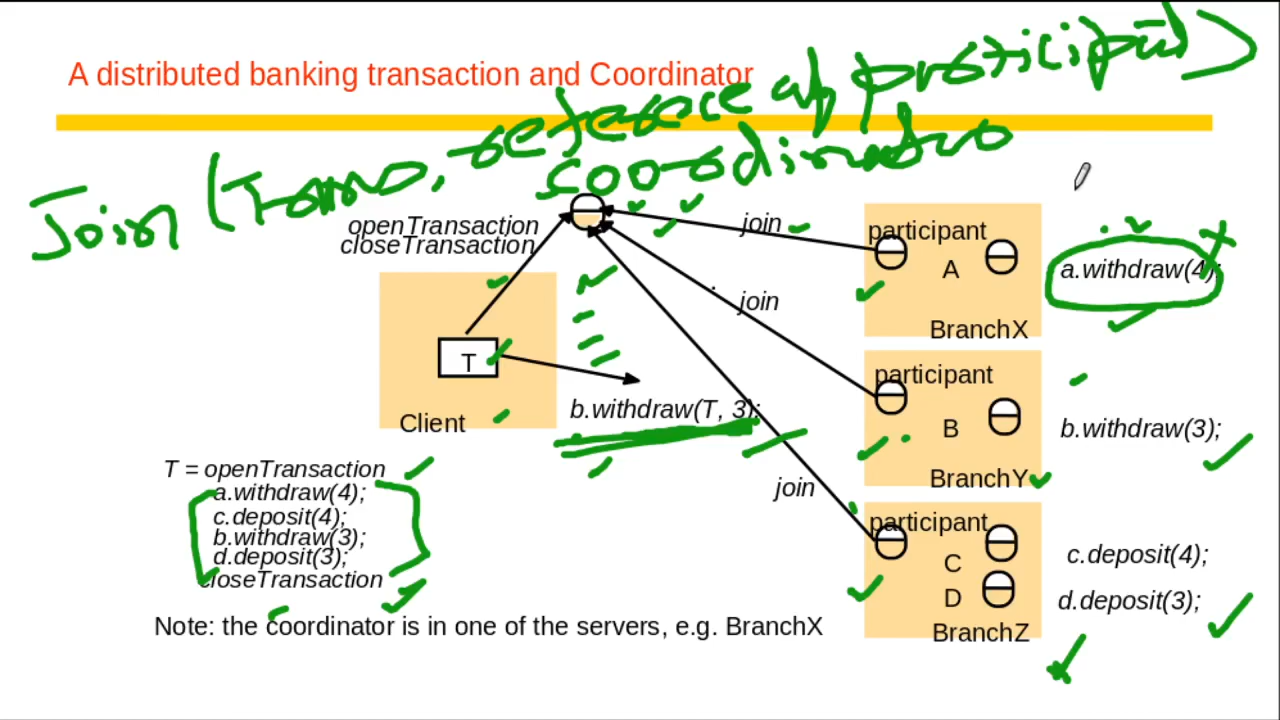 A distributed banking transaction and Coordinator
Join (Trans, reference of participant)
coordinator
openTransaction
closeTransaction
join
participant
A
a.withdraw(4);
BranchX
join
T
Client
b.withdraw(T, 3);
participant
B
b.withdraw(3);
BranchY
join
participant
C
c.deposit(4);
D
d.deposit(3);
BranchZ
T = openTransaction
a.withdraw(4);
c.deposit(4);
b.withdraw(3);
d.deposit(3);
closeTransaction
Note: the coordinator is in one of the servers, e.g. BranchX